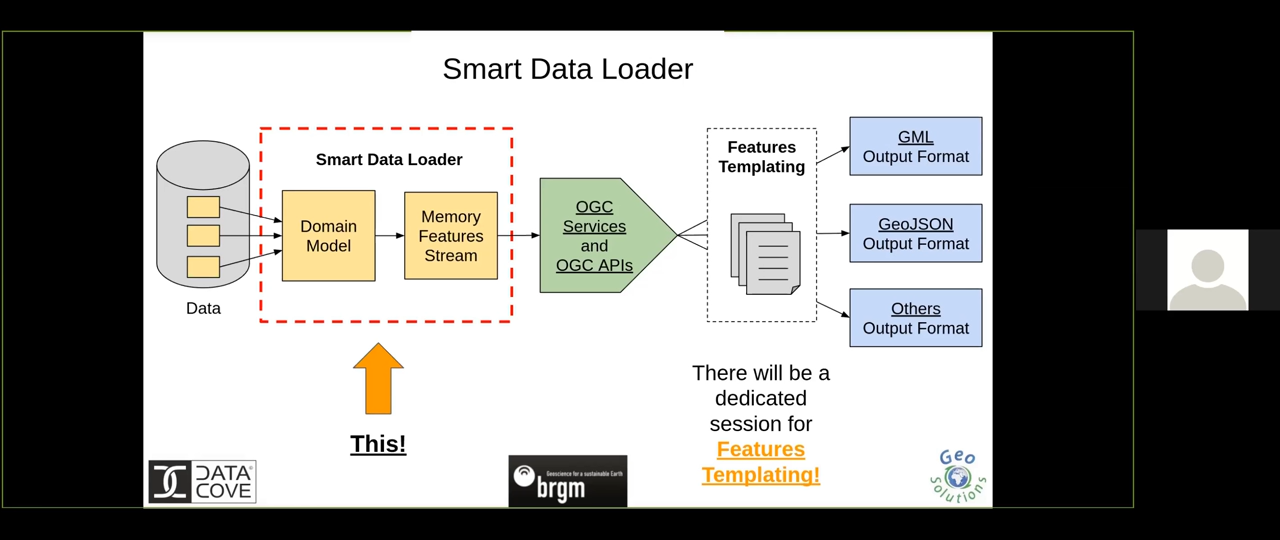 Smart Data Loader
Smart Data Loader
Domain
Model
Memory
Features
Stream
Data
OGC
Services
and
OGC APIs
Features
Templating
GML
Output Format
GeoJSON
Output Format
Others
Output Format
This!
There will be a
dedicated
session for
Features
Templating!
DATA
COVE
Geoscience for a sustainable Earth
brgm
Geo
Solutions